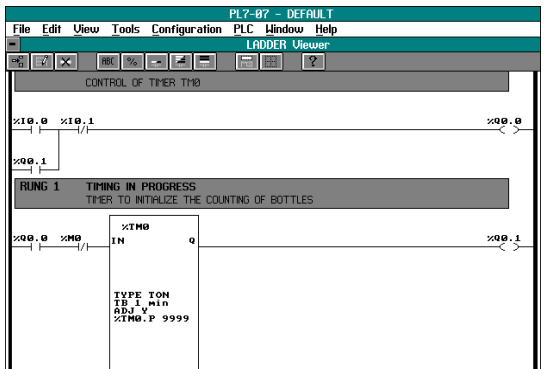 PL7-07 - DEFAULT
File Edit View Tools Configuration PLC Window Help
LADDER Viewer
ABC % ?
CONTROL OF TIMER TM0
%I0.0 %I0.1 %Q0.0
%Q0.1
RUNG 1 TIMING IN PROGRESS
TIMER TO INITIALIZE THE COUNTING OF BOTTLES
%TM0
%Q0.0 %M0 IN Q %Q0.1
TYPE TON
TB 1 min
ADJ Y
%TM0.P 9999